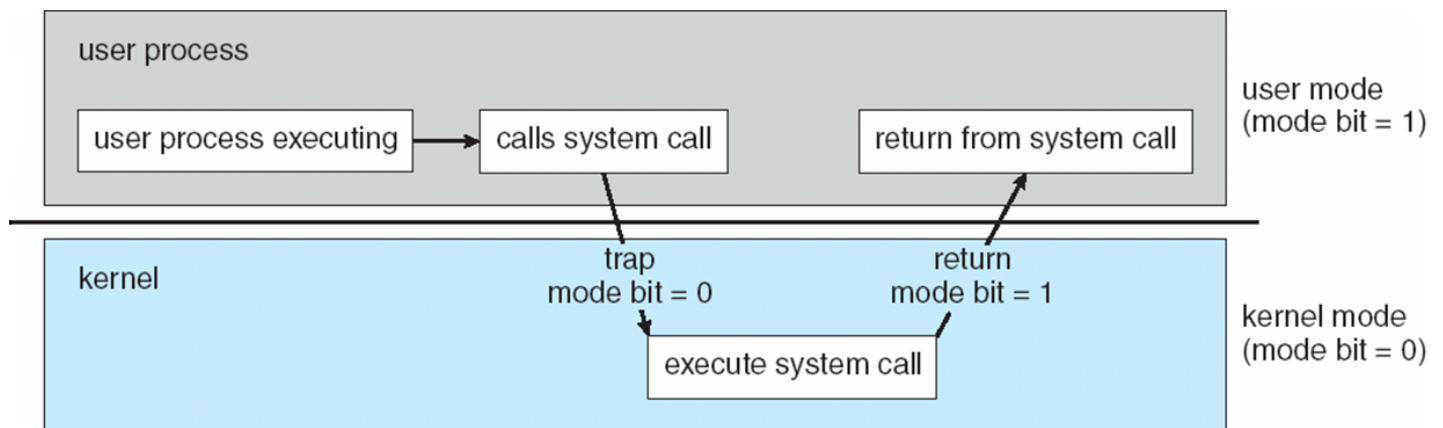 user process
user process executing
calls system call
return from system call
user mode
(mode bit = 1)
kernel
trap
mode bit = 0
return
mode bit = 1
execute system call
kernel mode
(mode bit = 0)